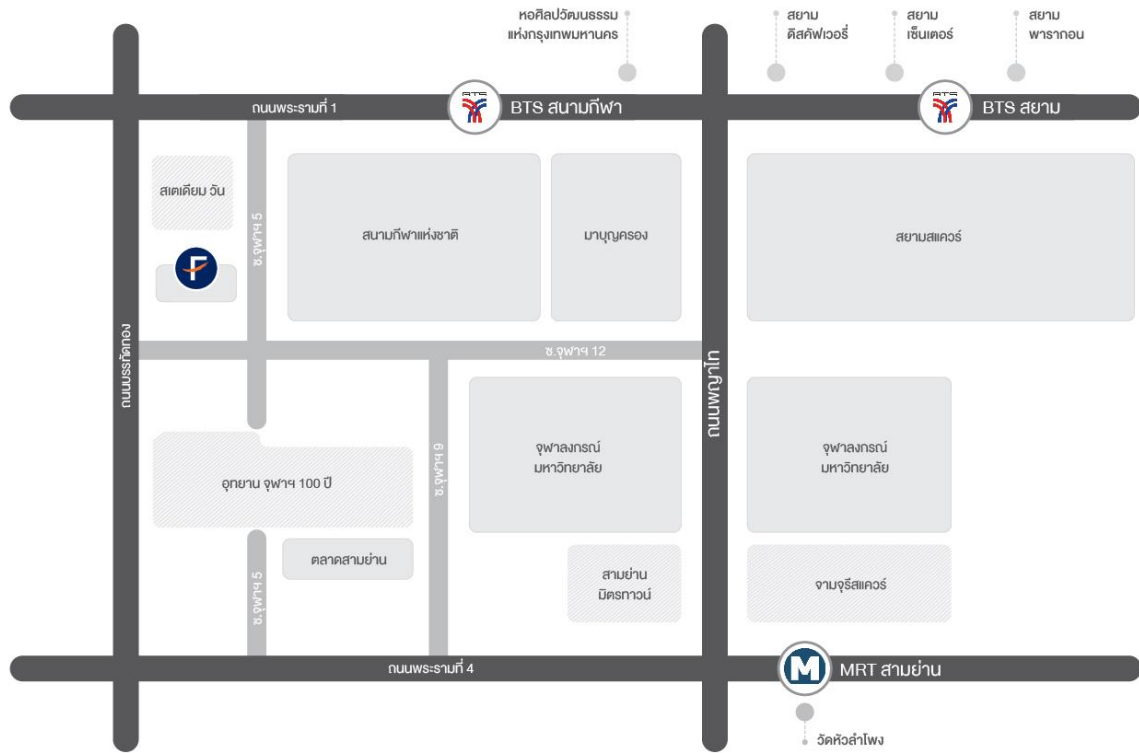 หอศิลปวัฒนธรรม
แห่งกรุงเทพมหานคร
สยาม
ดิสคัฟเวอรี่
สยาม
เซ็นเตอร์
สยาม
พารากอน
ถนนพระรามที่ 1
BTS
BTS สนามกีฬา
BTS
BTS สยาม
สเตเดียม วัน
ซ.จุฬาฯ 5
สนามกีฬาแห่งชาติ
มาบุญครอง
สยามสแควร์
F
ถนนบรรทัดทอง
ซ.จุฬาฯ 12
ถนนพญาไท
จุฬาลงกรณ์
มหาวิทยาลัย
จุฬาลงกรณ์
มหาวิทยาลัย
ซ.จุฬาฯ 9
อุทยาน จุฬาฯ 100 ปี
ตลาดสามย่าน
ซ.จุฬาฯ 5
สามย่าน
มิตรทาวน์
จามจุรีสแควร์
ถนนพระรามที่ 4
M
MRT สามย่าน
วัดหัวลำโพง